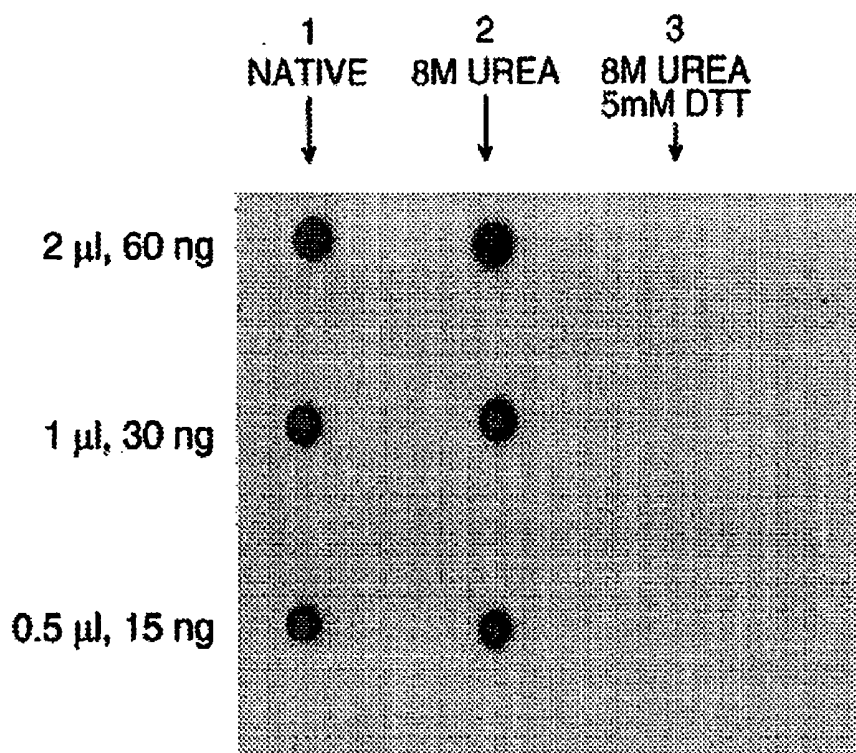 1 2 3
NATIVE 8M UREA 8M UREA
5mM DTT
2 µl, 60 ng
1 µl, 30 ng
0.5 µl, 15 ng